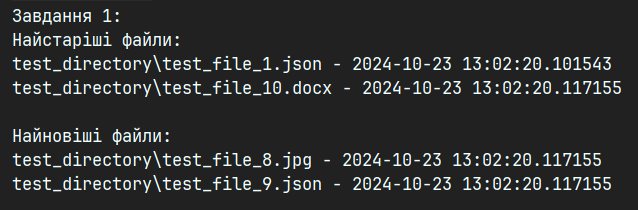 Завдання 1:
Найстаріші файли:
test_directory\test_file_1.json - 2024-10-23 13:02:20.101543
test_directory\test_file_10.docx - 2024-10-23 13:02:20.117155
Найновіші файли:
test_directory\test_file_8.jpg - 2024-10-23 13:02:20.117155
test_directory\test_file_9.json - 2024-10-23 13:02:20.117155